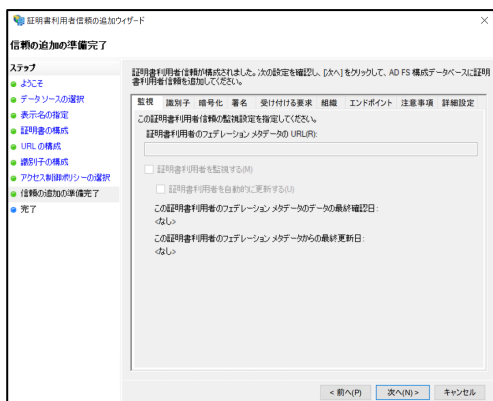 証明書利用者信頼の追加ウィザード
信頼の追加の準備完了
ステップ
ようこそ
データソースの選択
表示名の指定
証明書の構成
URL の構成
識別子の構成
アクセス制御ポリシーの選択
信頼の追加の準備完了
完了
証明書利用者信頼が構成されました。次の設定を確認し、[次へ] をクリックして、AD FS 構成データベースに証明
書利用者信頼を追加してください。
監視 識別子 暗号化 署名 受け付ける要求 組織 エンドポイント 注意事項 詳細設定
この証明書利用者信頼の監視設定を指定してください。
証明書利用者のフェデレーション メタデータの URL(R):
証明書利用者を監視する(M)
証明書利用者を自動的に更新する(U)
この証明書利用者のフェデレーション メタデータのデータの最終確認日:
<なし>
この証明書利用者のフェデレーション メタデータからの最終更新日:
<なし>
< 前へ(P) 次へ(N) > キャンセル